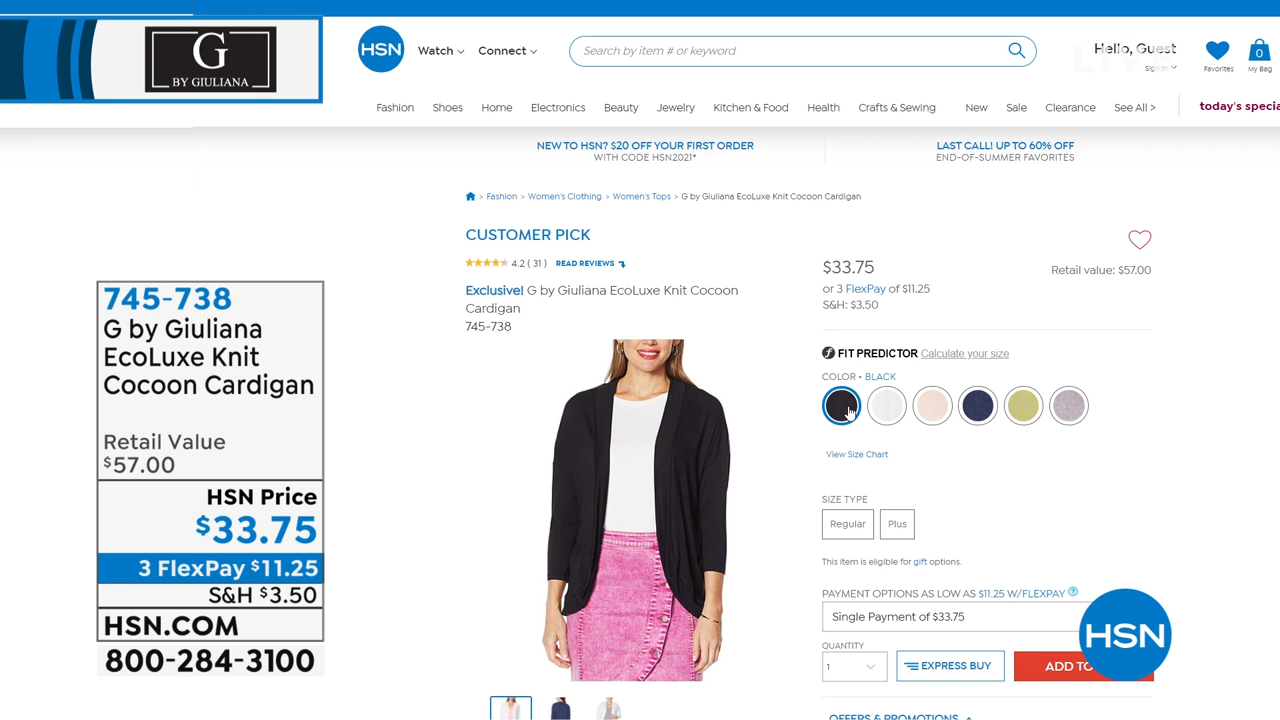 G
BY GIULIANA
HSN
Watch
Connect
Search by item # or keyword
LIVE
Hello, Guest
Sign In
Favorites
0
My Bag
Fashion
Shoes
Home
Electronics
Beauty
Jewelry
Kitchen & Food
Health
Crafts & Sewing
New
Sale
Clearance
See All >
today's specia
NEW TO HSN? $20 OFF YOUR FIRST ORDER
WITH CODE HSN2021*
LAST CALL! UP TO 60% OFF
END-OF-SUMMER FAVORITES
> Fashion > Women's Clothing > Women's Tops > G by Giuliana EcoLuxe Knit Cocoon Cardigan
CUSTOMER PICK
4.2 ( 31 ) READ REVIEWS
Exclusive! G by Giuliana EcoLuxe Knit Cocoon
Cardigan
745-738
$33.75
Retail value: $57.00
or 3 FlexPay of $11.25
S&H: $3.50
FIT PREDICTOR Calculate your size
COLOR • BLACK
View Size Chart
SIZE TYPE
Regular
Plus
This item is eligible for gift options.
PAYMENT OPTIONS AS LOW AS $11.25 W/FLEXPAY ?
Single Payment of $33.75
QUANTITY
1
EXPRESS BUY
ADD TO
HSN
OFFERS & PROMOTIONS
745-738
G by Giuliana
EcoLuxe Knit
Cocoon Cardigan
Retail Value
$57.00
HSN Price
$33.75
3 FlexPay $11.25
S&H $3.50
HSN.COM
800-284-3100